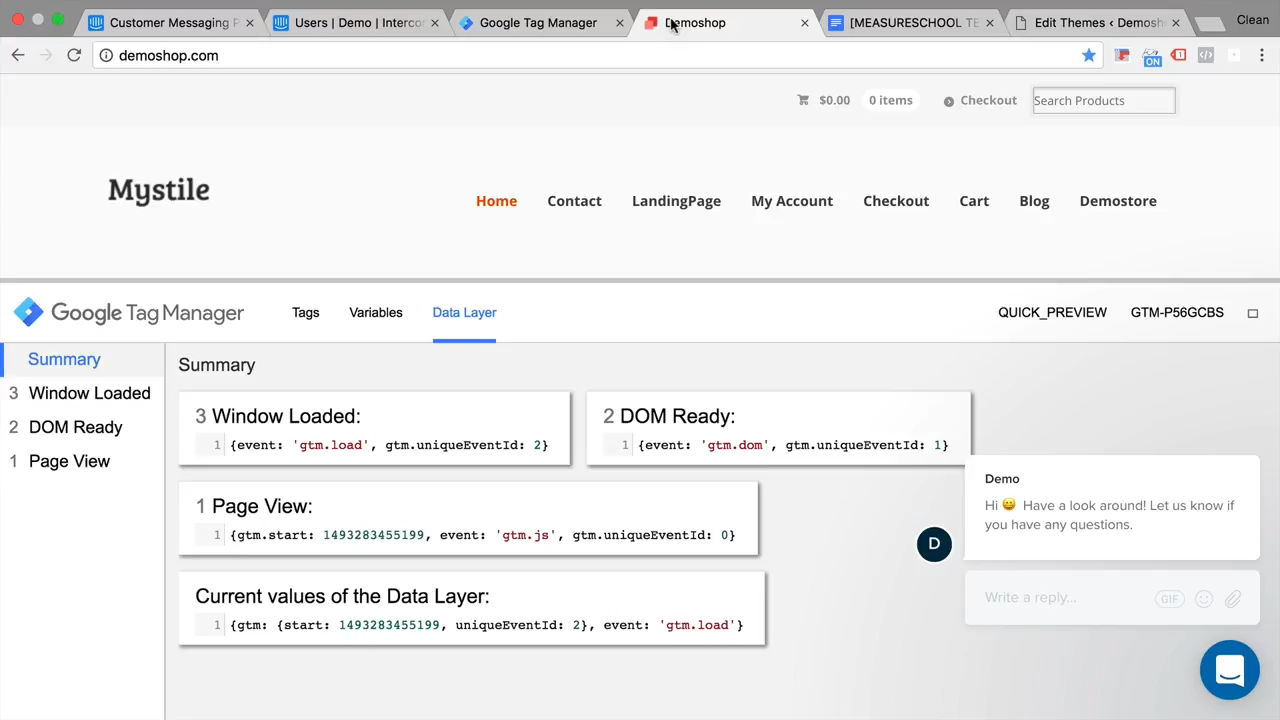 Customer Messaging P
Users | Demo | Interco
Google Tag Manager
Demoshop
[MEASURESCHOOL TE
Edit Themes ‹ Demosh
Clean
demoshop.com
ON
$0.00
0 items
Checkout
Search Products
Mystile
Home
Contact
LandingPage
My Account
Checkout
Cart
Blog
Demostore
Google Tag Manager
Tags
Variables
Data Layer
QUICK_PREVIEW
GTM-P56GCBS
Summary
3 Window Loaded
2 DOM Ready
1 Page View
Summary
3 Window Loaded:
1 {event: 'gtm.load', gtm.uniqueEventId: 2}
2 DOM Ready:
1 {event: 'gtm.dom', gtm.uniqueEventId: 1}
1 Page View:
1 {gtm.start: 1493283455199, event: 'gtm.js', gtm.uniqueEventId: 0}
Current values of the Data Layer:
1 {gtm: {start: 1493283455199, uniqueEventId: 2}, event: 'gtm.load'}
Demo
Hi 😀 Have a look around! Let us know if
you have any questions.
D
Write a reply...
GIF